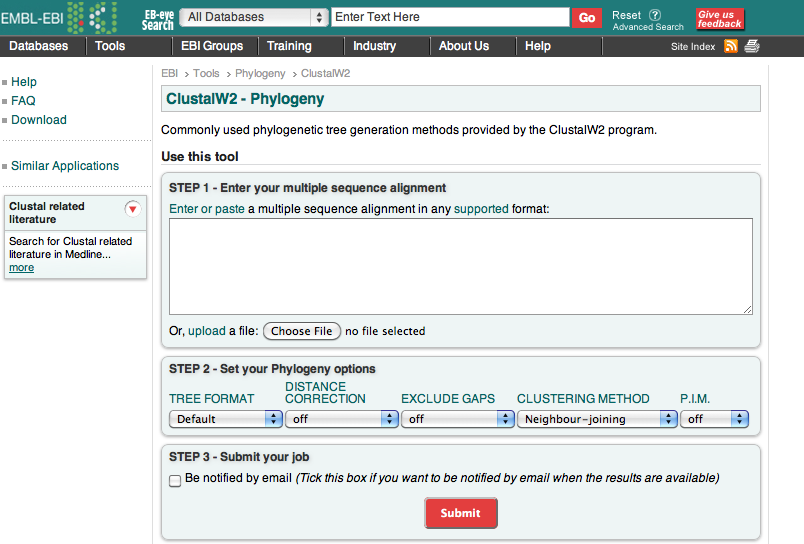 EMBL-EBI
EB-eye Search
All Databases
Enter Text Here
Go
Reset ?
Advanced Search
Give us feedback
Databases
Tools
EBI Groups
Training
Industry
About Us
Help
Site Index
Help
FAQ
Download
Similar Applications
Clustal related
literature
Search for Clustal related
literature in Medline...
more
EBI > Tools > Phylogeny > ClustalW2
ClustalW2 - Phylogeny
Commonly used phylogenetic tree generation methods provided by the ClustalW2 program.
Use this tool
STEP 1 - Enter your multiple sequence alignment
Enter or paste a multiple sequence alignment in any supported format:
Or, upload a file: Choose File no file selected
STEP 2 - Set your Phylogeny options
TREE FORMAT
Default
DISTANCE
CORRECTION
off
EXCLUDE GAPS
off
CLUSTERING METHOD
Neighbour-joining
P.I.M.
off
STEP 3 - Submit your job
Be notified by email (Tick this box if you want to be notified by email when the results are available)
Submit